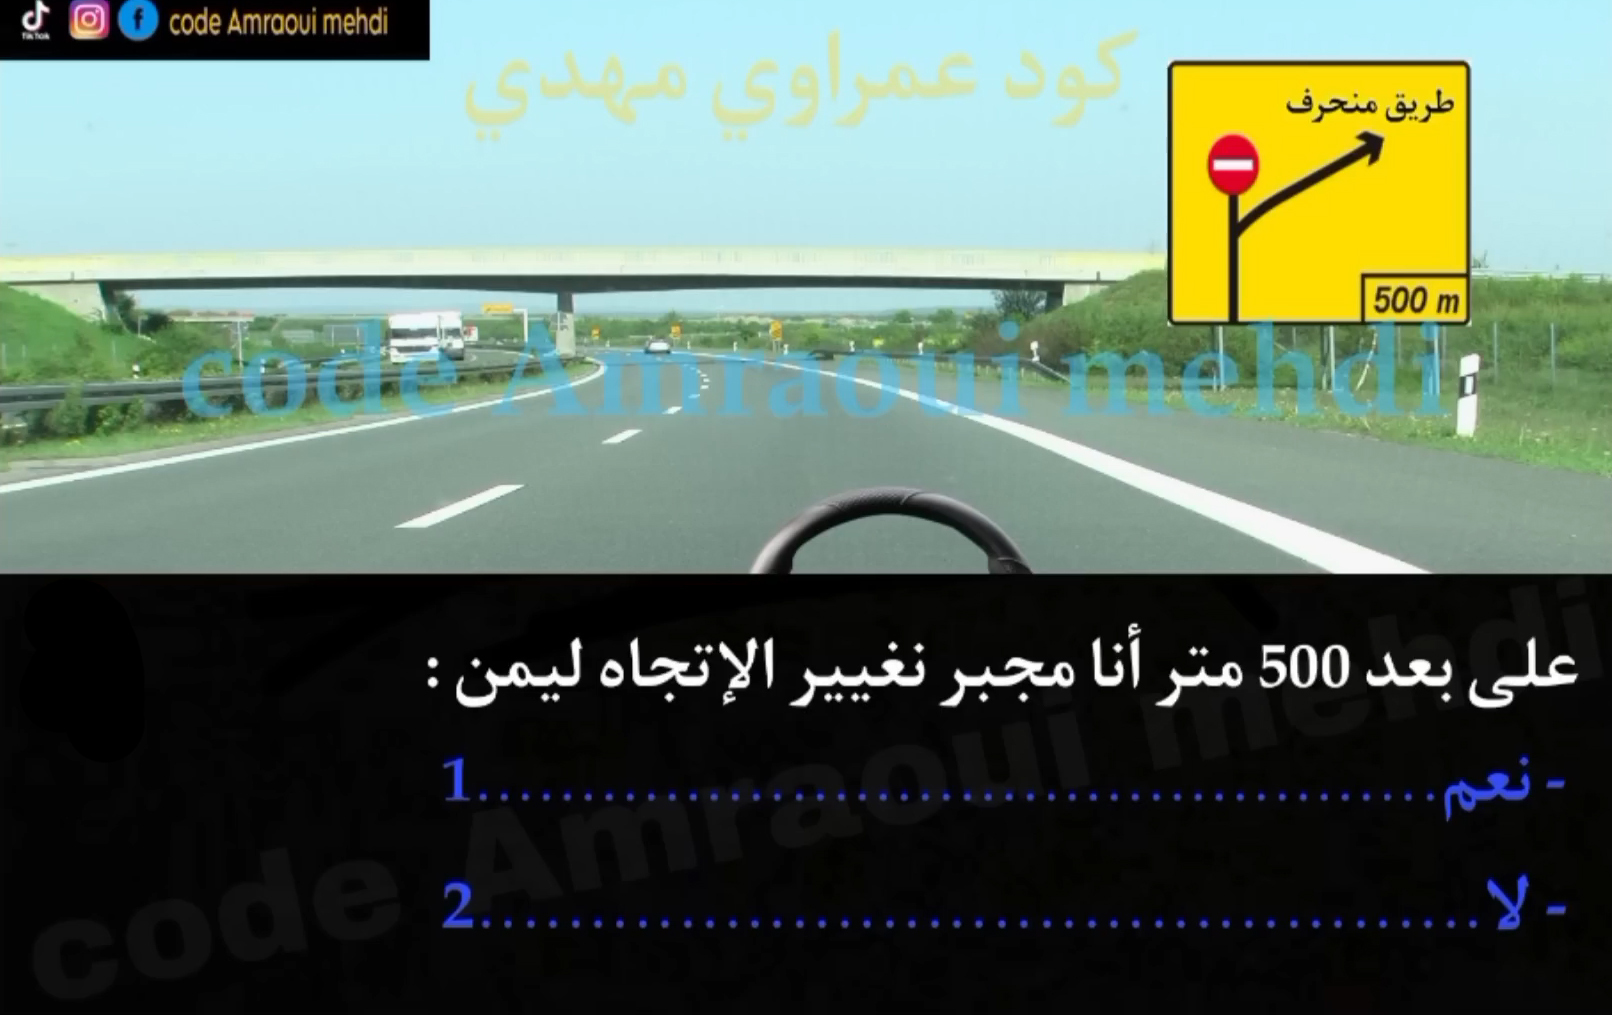 TikTok
code Amraoui mehdi
كود عمراوي مهدي
طريق منحرف
500 m
code Amraoui mehdi
على بعد 500 متر أنا مجبر نغيير الإتجاه ليمن :
- نعم..................................................1
- لا..................................................2
code Amraoui mehdi